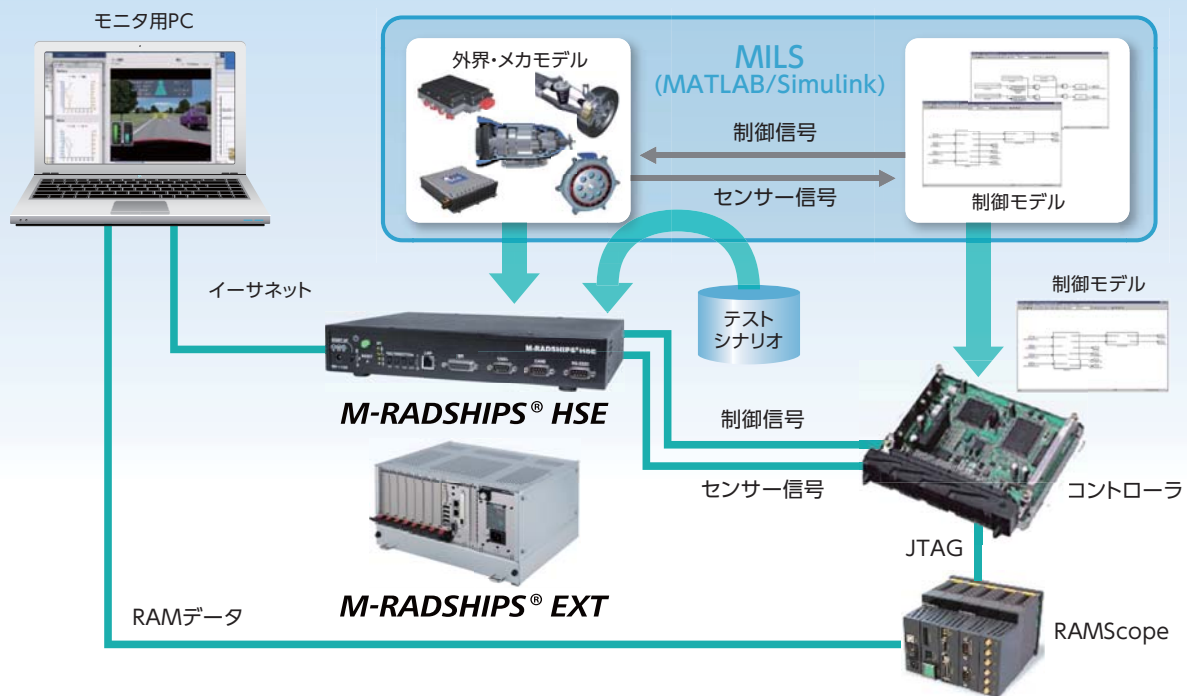 モニタ用PC
外界・メカモデル
MILS
(MATLAB/Simulink)
制御信号
センサー信号
制御モデル
イーサネット
テスト
シナリオ
制御モデル
M-RADSHIPS® HSE
M-RADSHIPS® HSE
制御信号
センサー信号
コントローラ
JTAG
M-RADSHIPS® EXT
RAMデータ
RAMScope